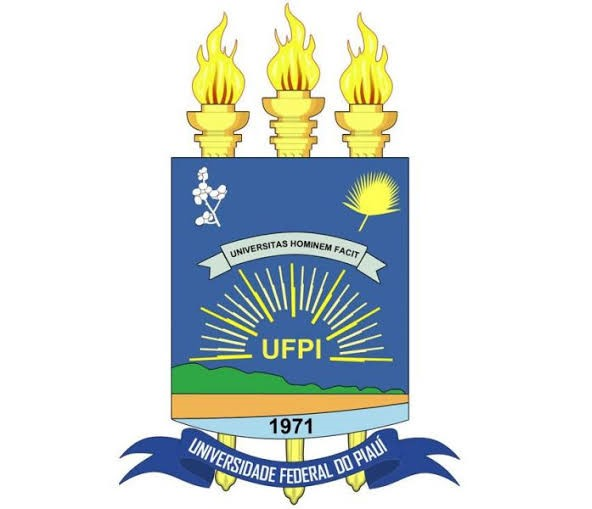 UNIVERSITAS HOMINEM FACIT
UFPI
1971
UNIVERSIDADE FEDERAL DO PIAUÍ